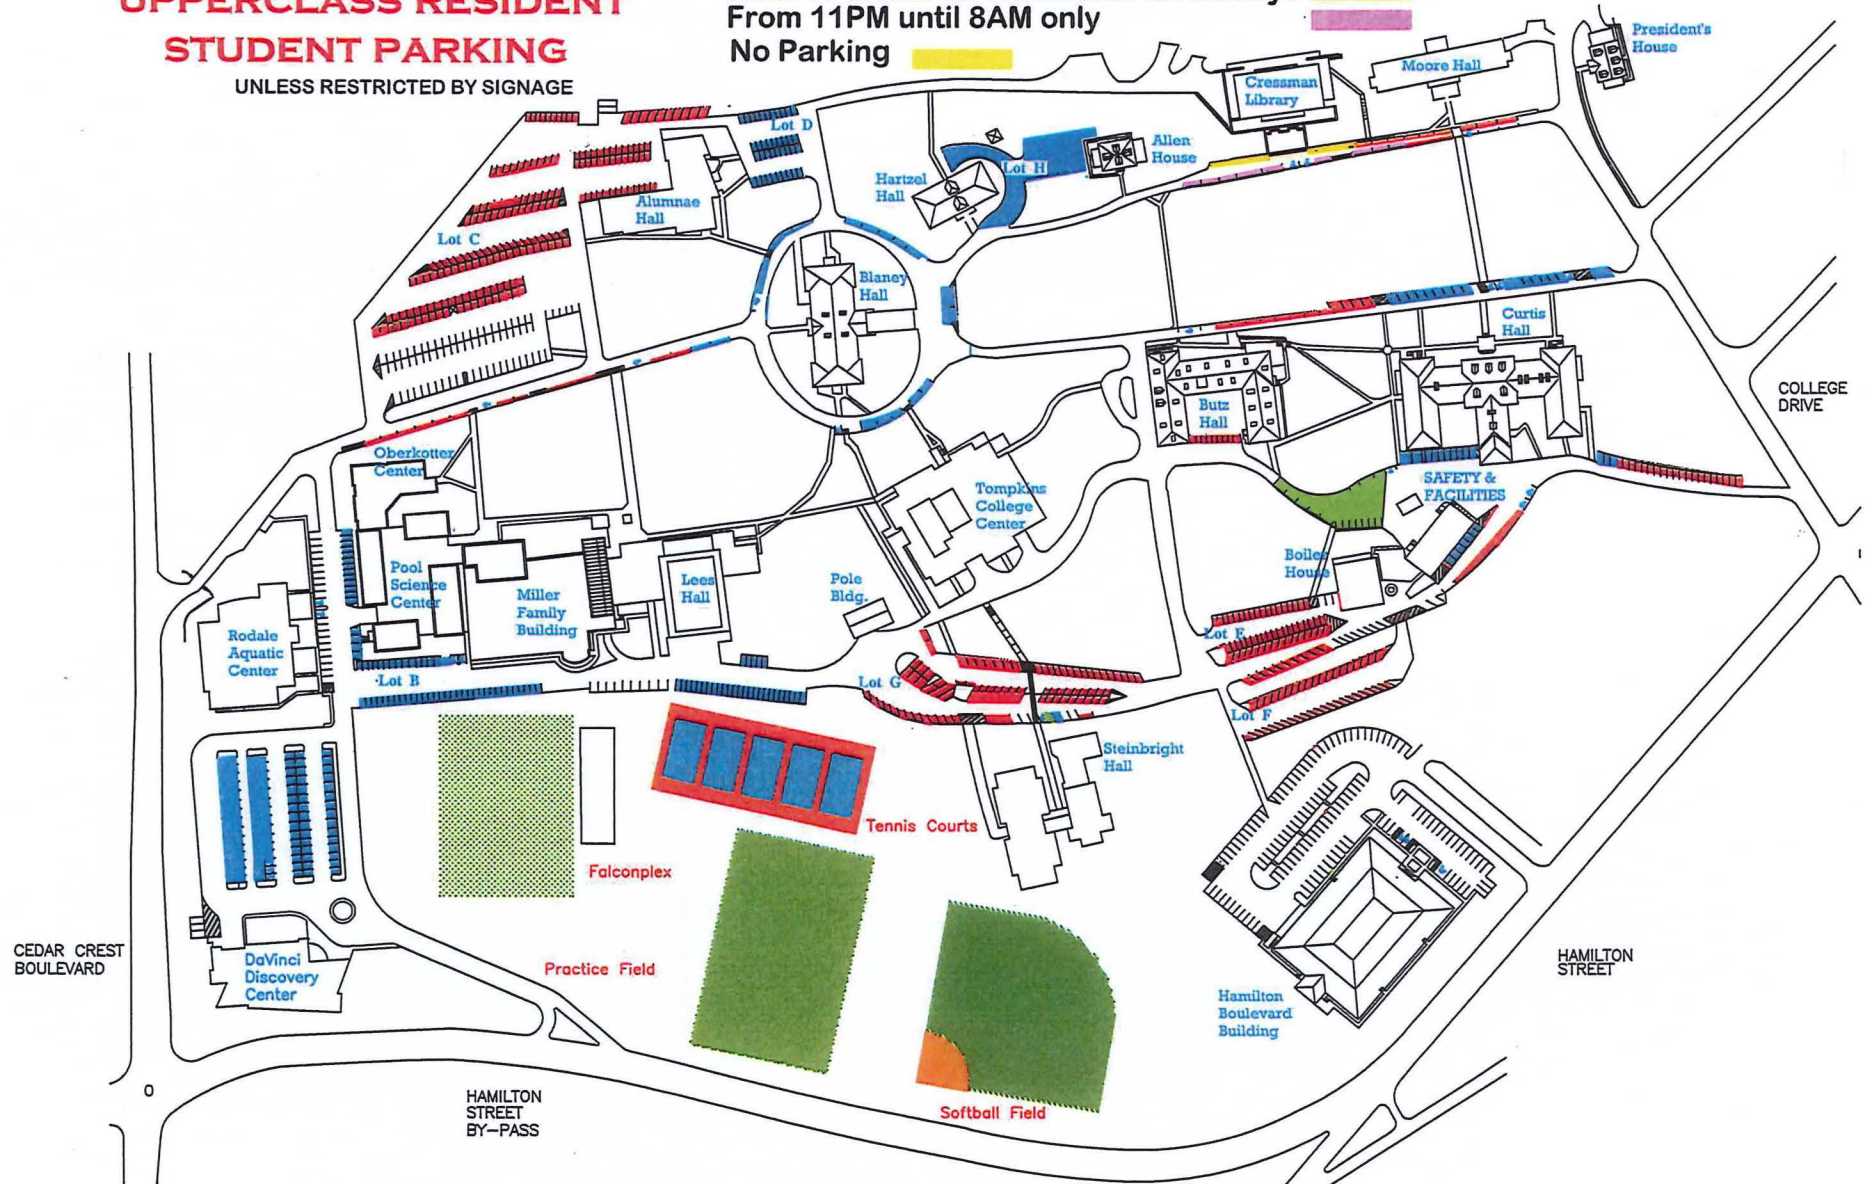 UPPERCLASS RESIDENT
STUDENT PARKING
UNLESS RESTRICTED BY SIGNAGE
From 11PM until 8AM only
No Parking
President's
House
Moore Hall
Cressman
Library
Lot D
Allen
House
Lot H
Hartzel
Hall
Alumnae
Hall
Lot C
Blaney
Hall
Curtis
Hall
COLLEGE
DRIVE
Butz
Hall
Oberkotter
Center
SAFETY &
FACILITIES
Tompkins
College
Center
Boiler
House
Pool
Science
Center
Miller
Family
Building
Lees
Hall
Pole
Bldg.
Rodale
Aquatic
Center
Lot E
Lot B
Lot G
Lot F
Steinbright
Hall
Tennis Courts
Falconplex
CEDAR CREST
BOULEVARD
DaVinci
Discovery
Center
Practice Field
HAMILTON
STREET
Hamilton
Boulevard
Building
HAMILTON
STREET
BY-PASS
Softball Field